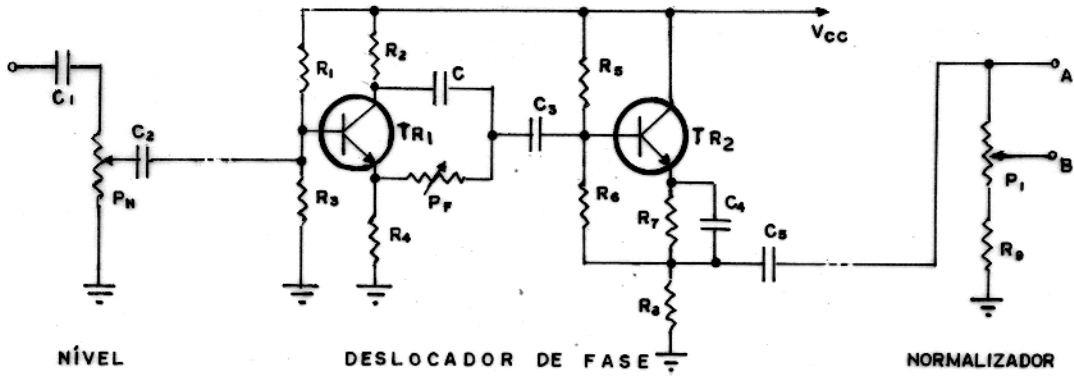 VCC
C1
PN
C2
R1
R2
R3
C
TR1
PF
R4
C3
R5
R6
TR2
R7
C4
C5
R8
A
B
P1
R9
NÍVEL
DESLOCADOR DE FASE
NORMALIZADOR